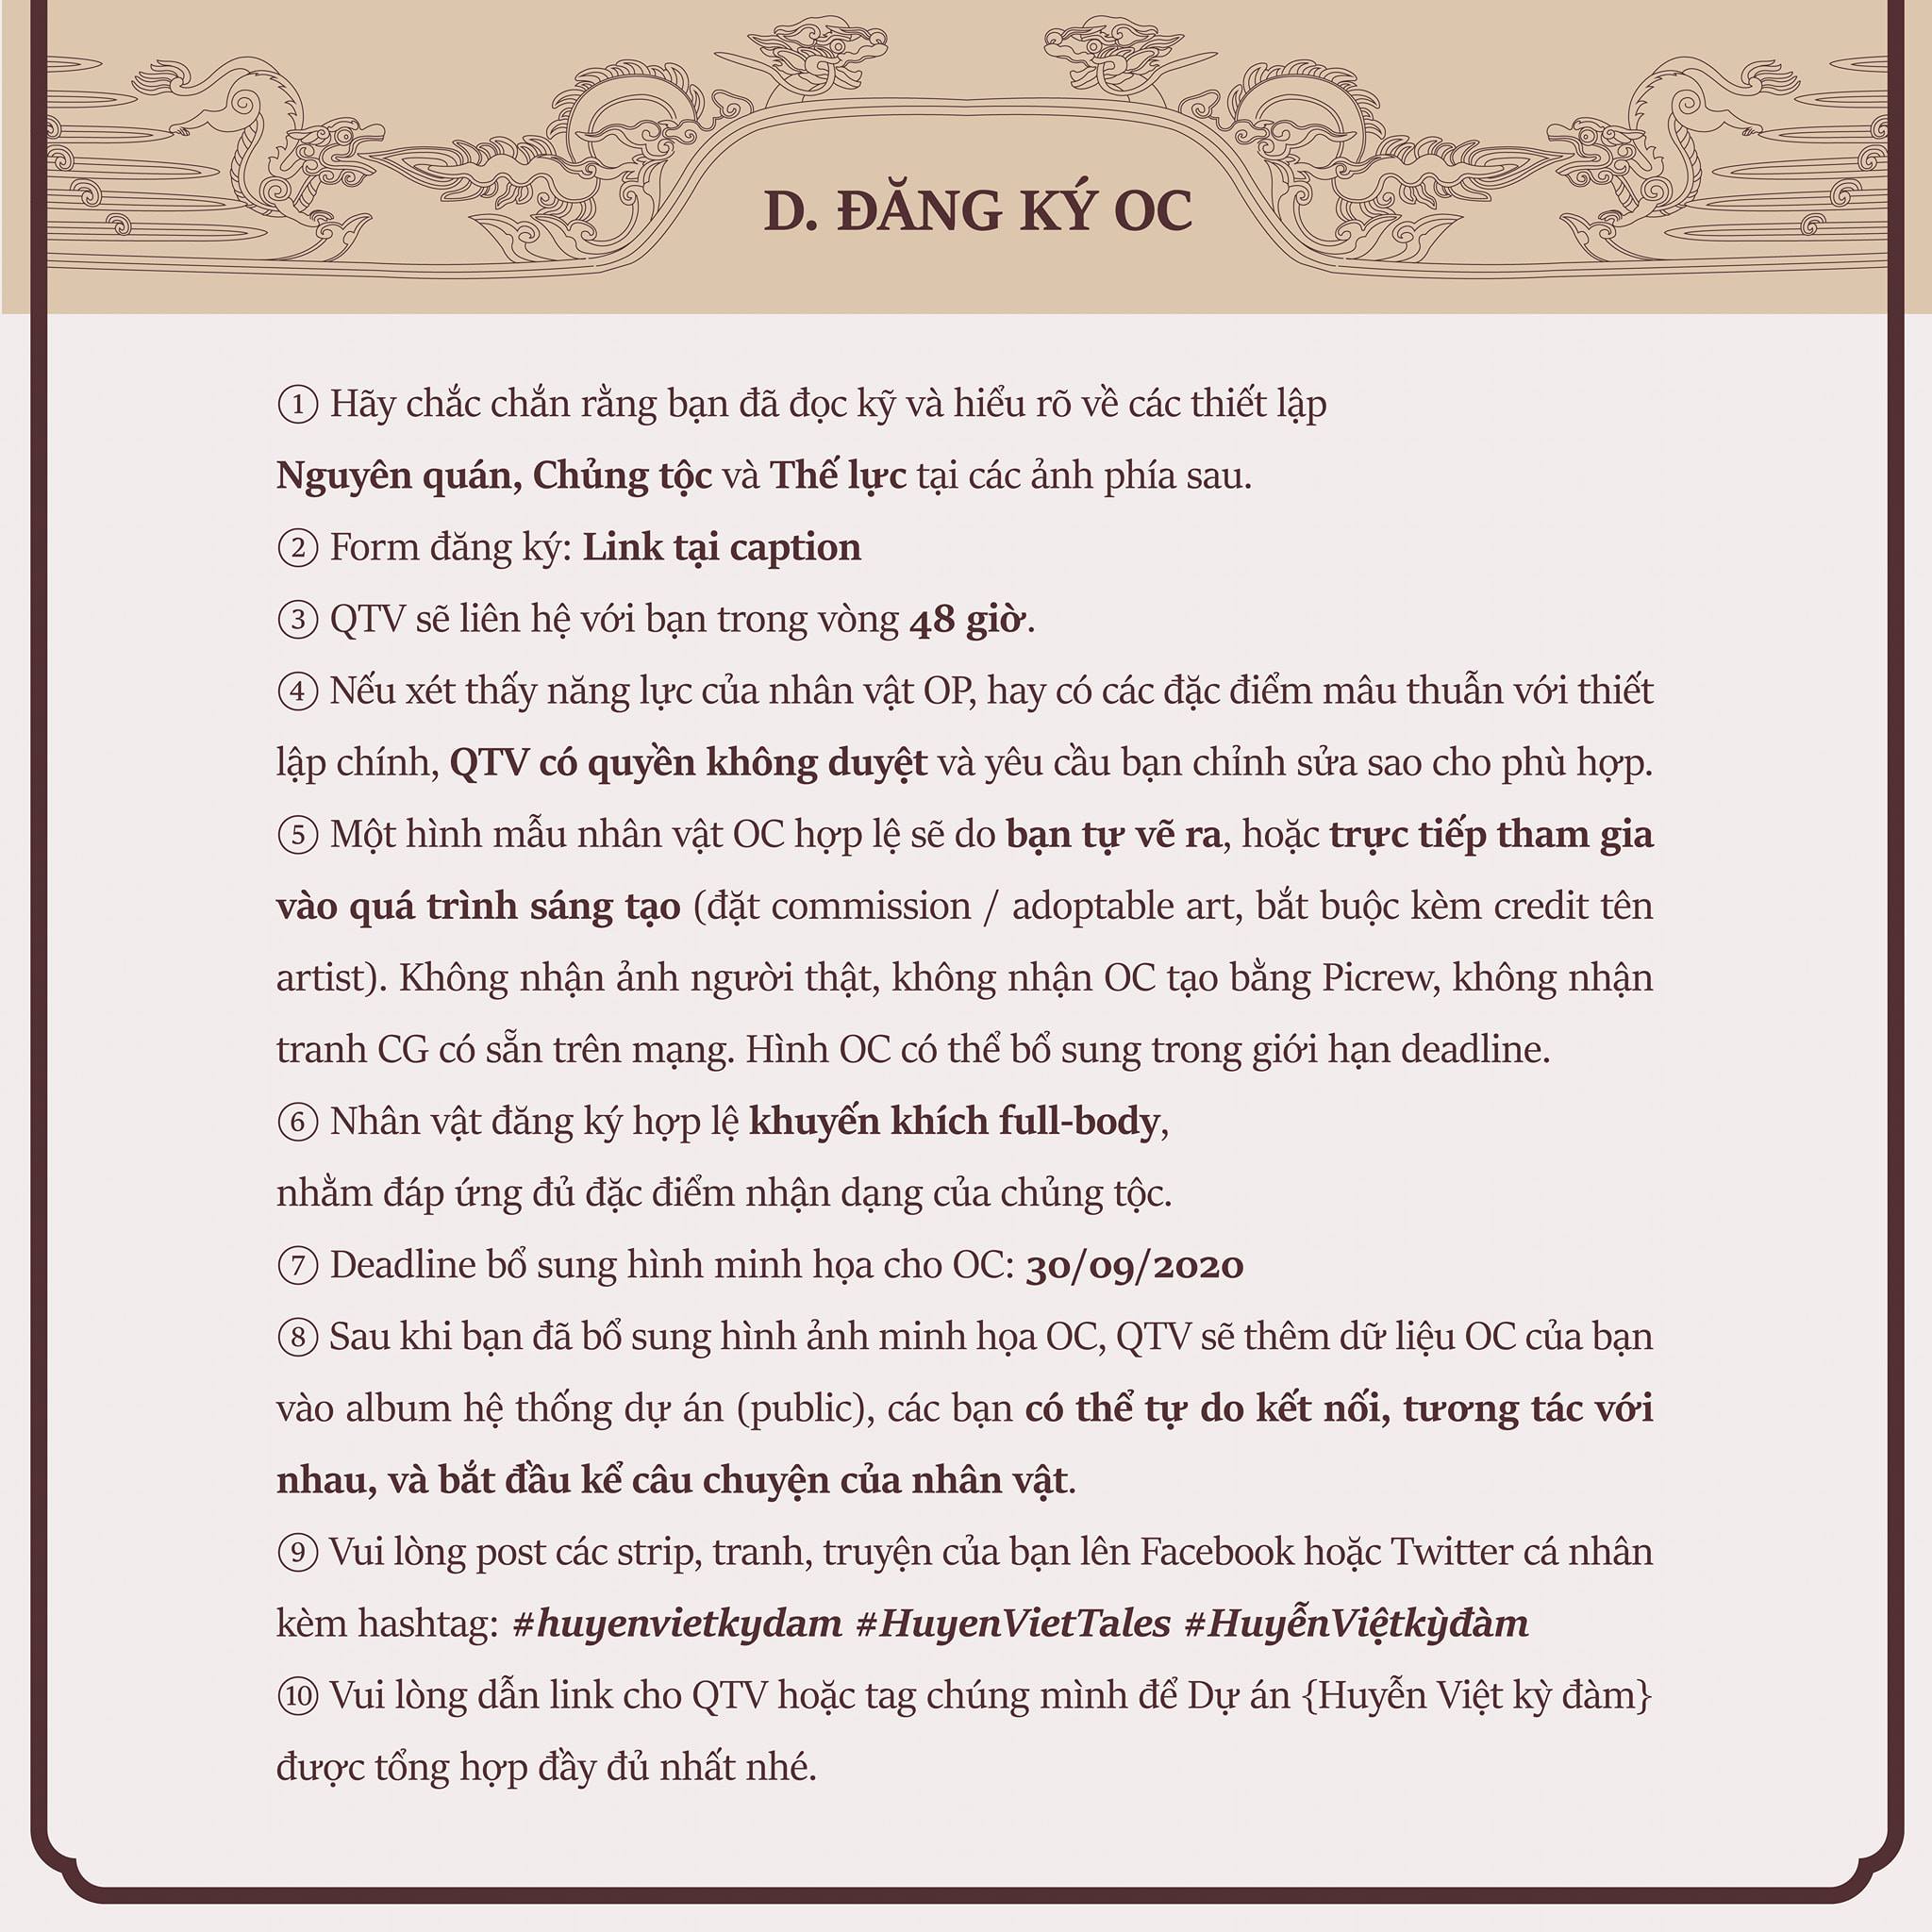 D. ĐĂNG KÝ OC
① Hãy chắc chắn rằng bạn đã đọc kỹ và hiểu rõ về các thiết lập
Nguyên quán, Chủng tộc và Thế lực tại các ảnh phía sau.
② Form đăng ký: Link tại caption
③ QTV sẽ liên hệ với bạn trong vòng 48 giờ.
④ Nếu xét thấy năng lực của nhân vật OP, hay có các đặc điểm mâu thuẫn với thiết
lập chính, QTV có quyền không duyệt và yêu cầu bạn chỉnh sửa sao cho phù hợp.
⑤ Một hình mẫu nhân vật OC hợp lệ sẽ do bạn tự vẽ ra, hoặc trực tiếp tham gia
vào quá trình sáng tạo (đặt commission / adoptable art, bắt buộc kèm credit tên
artist). Không nhận ảnh người thật, không nhận OC tạo bằng Picrew, không nhận
tranh CG có sẵn trên mạng. Hình OC có thể bổ sung trong giới hạn deadline.
⑥ Nhân vật đăng ký hợp lệ khuyến khích full-body,
nhằm đáp ứng đủ đặc điểm nhận dạng của chủng tộc.
⑦ Deadline bổ sung hình minh họa cho OC: 30/09/2020
⑧ Sau khi bạn đã bổ sung hình ảnh minh họa OC, QTV sẽ thêm dữ liệu OC của bạn
vào album hệ thống dự án (public), các bạn có thể tự do kết nối, tương tác với
nhau, và bắt đầu kể câu chuyện của nhân vật.
⑨ Vui lòng post các strip, tranh, truyện của bạn lên Facebook hoặc Twitter cá nhân
kèm hashtag: #huyenvietkydam #HuyenVietTales #HuyễnViệtkỳđàm
⑩ Vui lòng dẫn link cho QTV hoặc tag chúng mình để Dự án {Huyễn Việt kỳ đàm}
được tổng hợp đầy đủ nhất nhé.